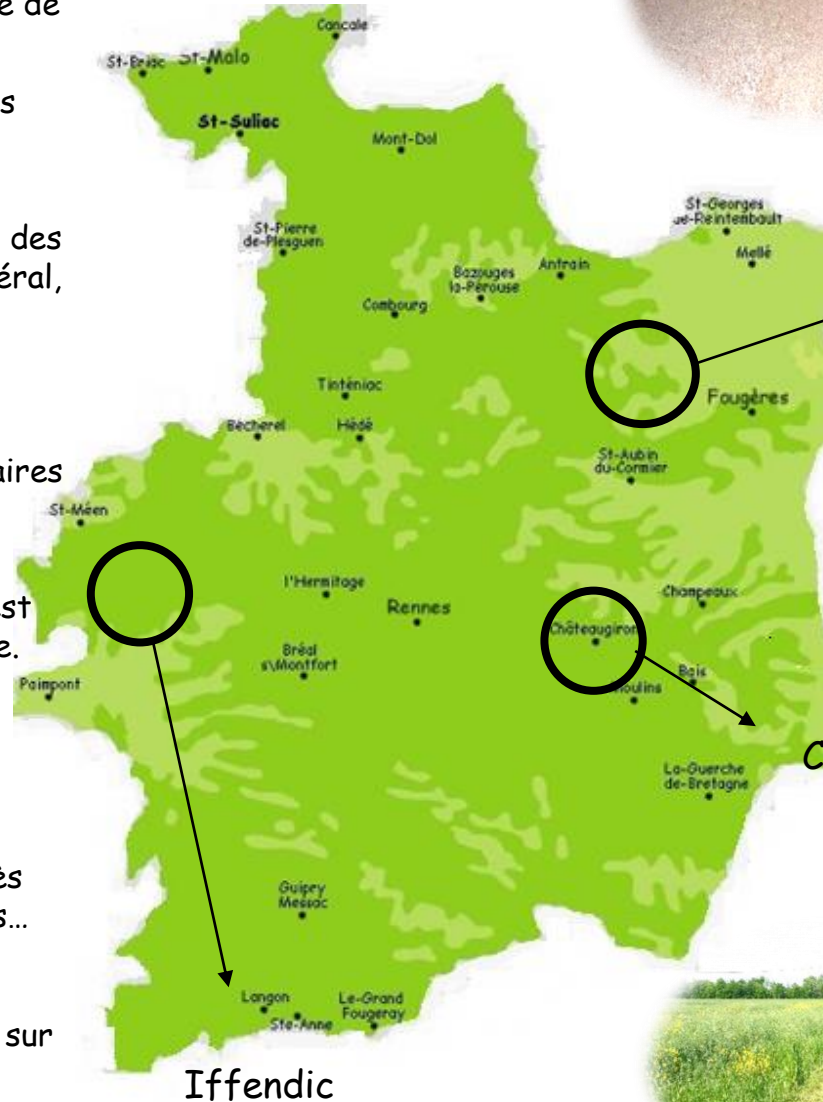 e de
s
des
éral,
aires
est
e.
ès
s…
sur
Cancale
St-Briac
St-Malo
St-Suliac
Mont-Dol
St-Georges
de-Reintembault
Mellé
St-Pierre
de-Plesguen
Bazouges
la-Pérouse
Antrain
Combourg
Tinténiac
Fougères
Bécherel
Hédé
St-Aubin
du-Cormier
St-Méen
l'Hermitage
Rennes
Champeaux
Châteaugiron
Bréal
s\Montfort
Paimpont
Bais
Moulins
C
La-Guerche
de-Bretagne
Guipry
Messac
Langon
Ste-Anne
Le-Grand
Fougeray
Iffendic